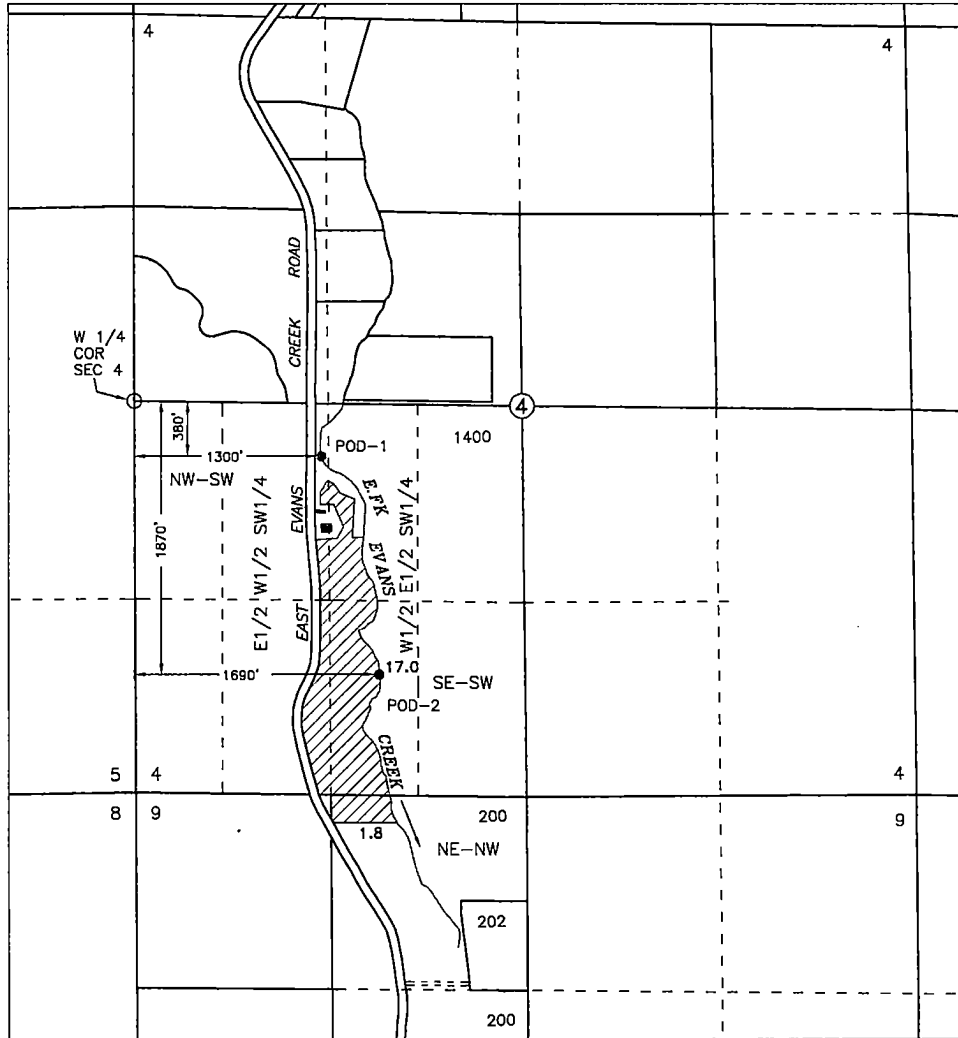 4
4
ROAD
CREEK
EVANS
EAST
W 1/4
COR
SEC 4
4
380'
1300'
1870'
1690'
1400
POD-1
NW-SW
E1/2 W1/2 SW1/4
W1/2 E1/2 SW1/4
E.FK
EVANS
CREEK
17.0
SE-SW
POD-2
5 4
4
8 9
200
9
1.8
NE-NW
202
200